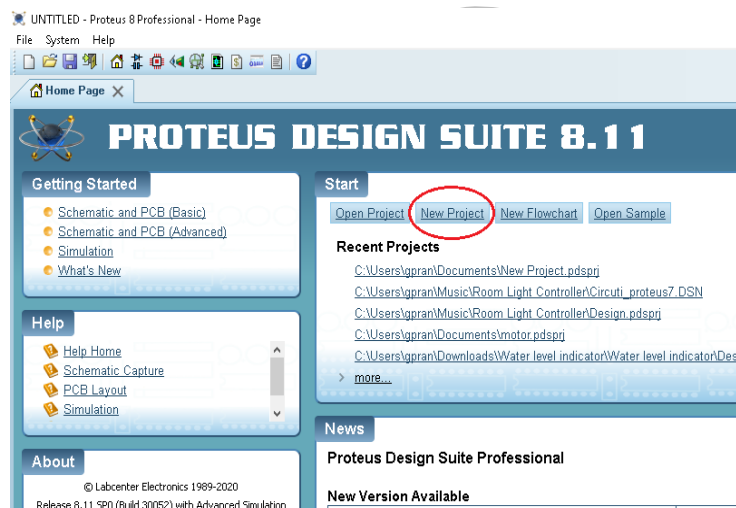 UNTITLED - Proteus 8 Professional - Home Page
File System Help
Home Page
PROTEUS DESIGN SUITE 8.11
Getting Started
Schematic and PCB (Basic)
Schematic and PCB (Advanced)
Simulation
What's New
Help
Help Home
Schematic Capture
PCB Layout
Simulation
About
© Labcenter Electronics 1989-2020
Release 8.11 SP0 (Build 30052) with Advanced Simulation
Start
Open Project New Project New Flowchart Open Sample
Recent Projects
C:\Users\gpran\Documents\New Project.pdsprj
C:\Users\gpran\Music\Room Light Controller\Circuti_proteus7.DSN
C:\Users\gpran\Music\Room Light Controller\Design.pdsprj
C:\Users\gpran\Documents\motor.pdsprj
C:\Users\gpran\Downloads\Water level indicator\Water level indicator\Des
more...
News
Proteus Design Suite Professional
New Version Available